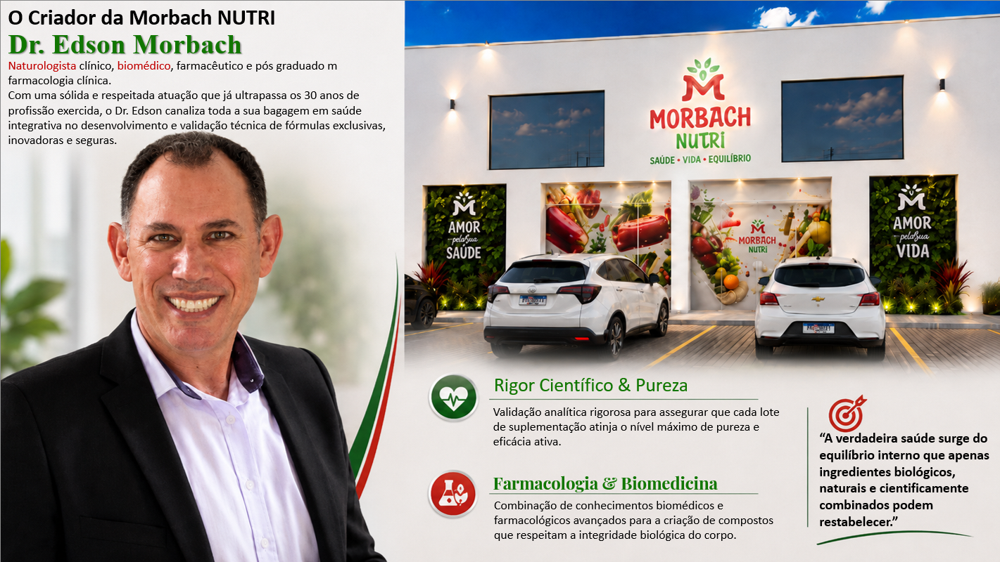 O Criador da Morbach NUTRI
Dr. Edson Morbach
Naturologista clínico, biomédico, farmacêutico e pós graduado m
farmacologia clínica.
Com uma sólida e respeitada atuação que já ultrapassa os 30 anos de
profissão exercida, o Dr. Edson canaliza toda a sua bagagem em saúde
integrativa no desenvolvimento e validação técnica de fórmulas exclusivas,
inovadoras e seguras.
MORBACH
NUTRI
SAÚDE • VIDA • EQUILÍBRIO
AMOR
pela Sua
SAÚDE
MORBACH
NUTRI
AMOR
pela Sua
VIDA
Rigor Científico & Pureza
Validação analítica rigorosa para assegurar que cada lote
de suplementação atinja o nível máximo de pureza e
eficácia ativa.
Farmacologia & Biomedicina
Combinação de conhecimentos biomédicos e
farmacológicos avançados para a criação de compostos
que respeitam a integridade biológica do corpo.
“A verdadeira saúde surge do
equilíbrio interno que apenas
ingredientes biológicos,
naturais e cientificamente
combinados podem
restabelecer.”